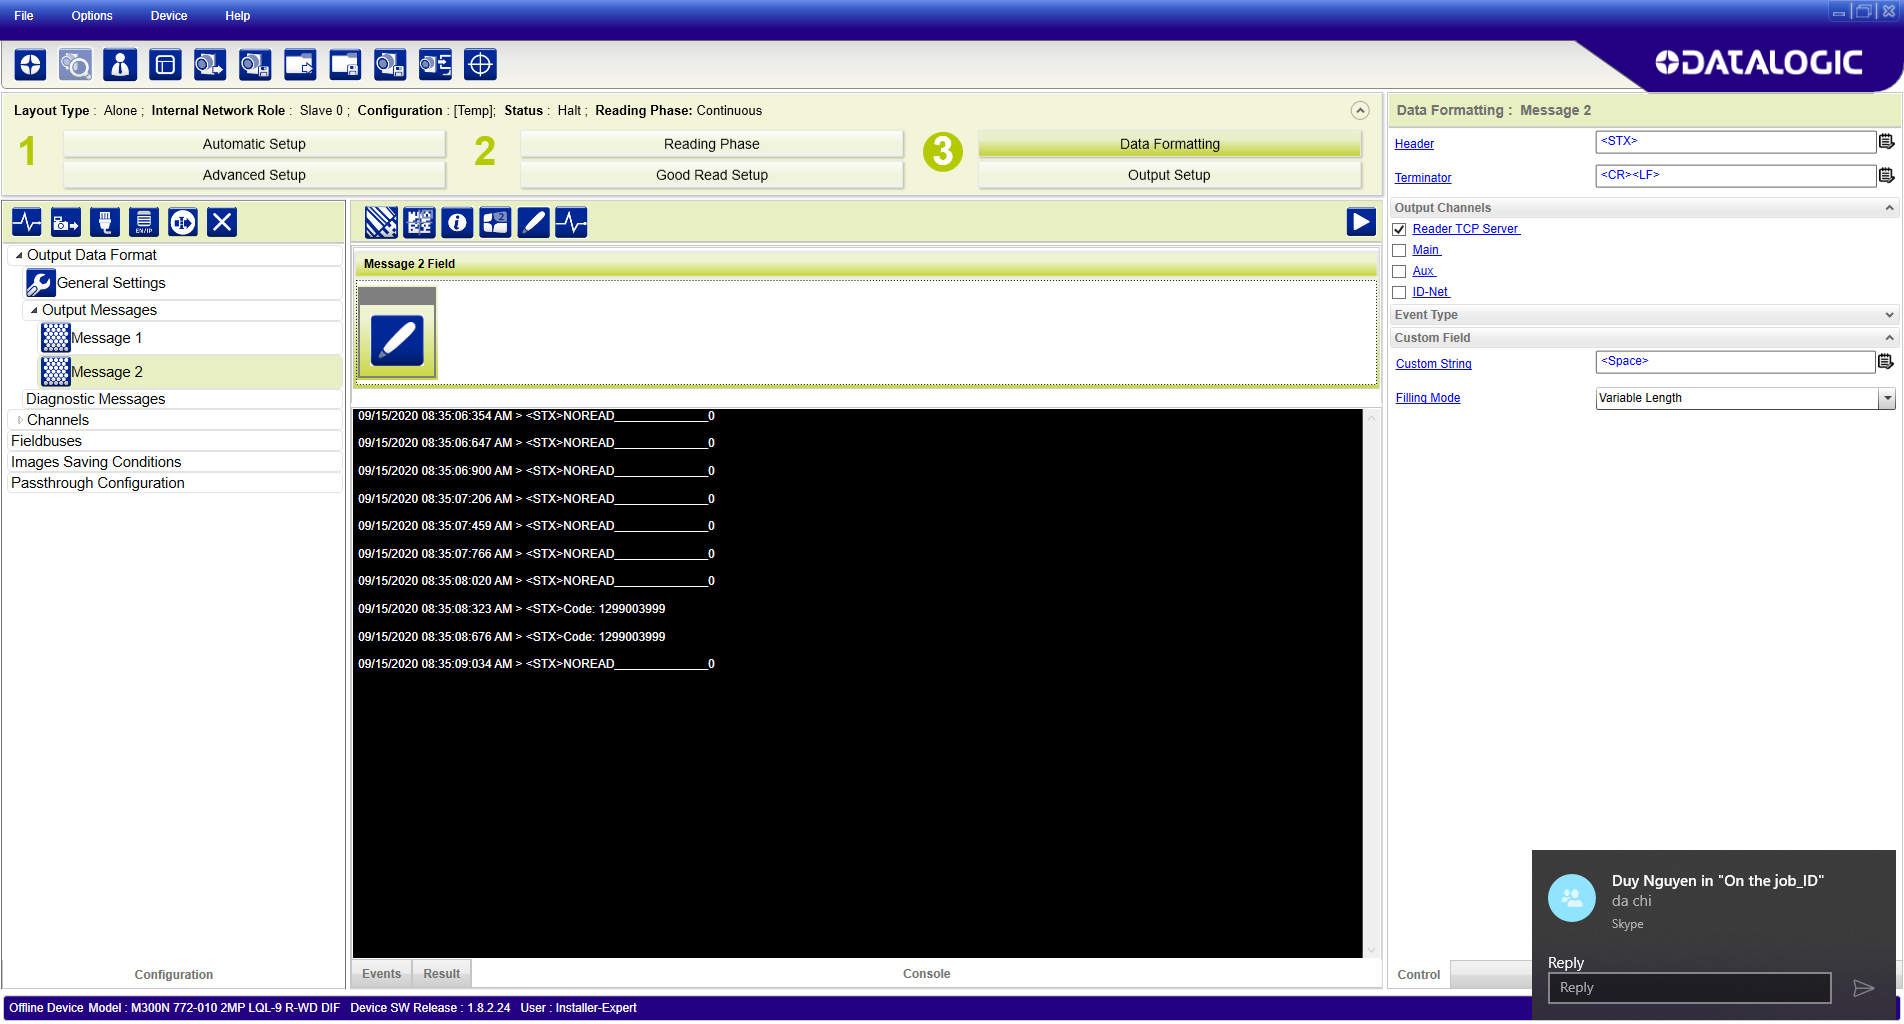 File Options Device Help
DATALOGIC
Layout Type : Alone ; Internal Network Role : Slave 0 ; Configuration : [Temp]; Status : Halt ; Reading Phase: Continuous
1 Automatic Setup 2 Reading Phase 3 Data Formatting
Advanced Setup Good Read Setup Output Setup
EN/IP
Output Data Format
General Settings
Output Messages
Message 1
Message 2
Diagnostic Messages
Channels
Fieldbuses
Images Saving Conditions
Passthrough Configuration
Configuration
Message 2 Field
09/15/2020 08:35:06:354 AM > <STX>NOREAD______________0
09/15/2020 08:35:06:647 AM > <STX>NOREAD______________0
09/15/2020 08:35:06:900 AM > <STX>NOREAD______________0
09/15/2020 08:35:07:206 AM > <STX>NOREAD______________0
09/15/2020 08:35:07:459 AM > <STX>NOREAD______________0
09/15/2020 08:35:07:766 AM > <STX>NOREAD______________0
09/15/2020 08:35:08:020 AM > <STX>NOREAD______________0
09/15/2020 08:35:08:323 AM > <STX>Code: 1299003999
09/15/2020 08:35:08:676 AM > <STX>Code: 1299003999
09/15/2020 08:35:09:034 AM > <STX>NOREAD______________0
Events Result Console
Data Formatting : Message 2
Header <STX>
Terminator <CR><LF>
Output Channels
Reader TCP Server
Main
Aux
ID-Net
Event Type
Custom Field
Custom String <Space>
Filling Mode Variable Length
Control
Duy Nguyen in "On the job_ID"
da chi
Skype
Reply
Reply
Offline Device Model : M300N 772-010 2MP LQL-9 R-WD DIF Device SW Release : 1.8.2.24 User : Installer-Expert